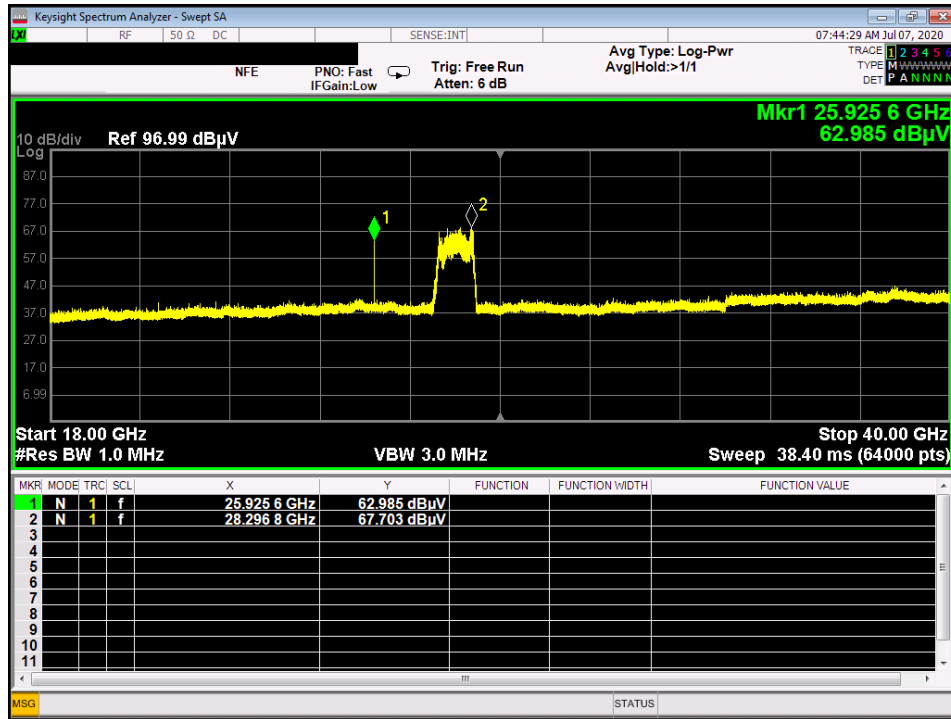 Keysight Spectrum Analyzer - Swept SA
LXI RF 50 Ω DC SENSE:INT 07:44:29 AM Jul 07, 2020
NFE
PNO: Fast
IFGain:Low
Trig: Free Run
Atten: 6 dB
Avg Type: Log-Pwr
Avg|Hold:>1/1
TRACE 1 2 3 4 5 6
TYPE M W W W W W
DET P A N N N N
Mkr1 25.925 6 GHz
62.985 dBµV
10 dB/div Ref 96.99 dBµV
Log
87.0
77.0
67.0
57.0
47.0
37.0
27.0
17.0
6.99
1
2
Start 18.00 GHz Stop 40.00 GHz
#Res BW 1.0 MHz VBW 3.0 MHz Sweep 38.40 ms (64000 pts)
MKR MODE TRC SCL X Y FUNCTION FUNCTION WIDTH FUNCTION VALUE
1 N 1 f 25.925 6 GHz 62.985 dBµV
2 N 1 f 28.296 8 GHz 67.703 dBµV
3
4
5
6
7
8
9
10
11
MSG STATUS